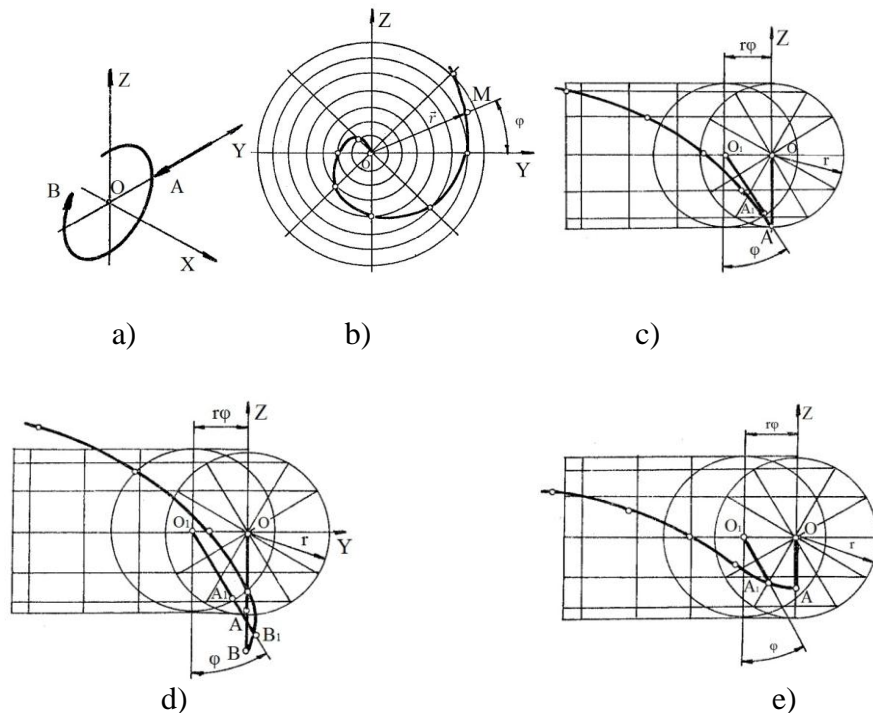 Z
Y
B
O
A
X
a)
Z
M
r⃗
φ
o
Y
b)
Z
rφ
O₁
O
r
A₁
A'
φ
c)
rφ
Z
O₁
O
r
Y
A₁
A
B₁
B
φ
d)
Z
rφ
O₁
O
r
A₁
A
φ
e)